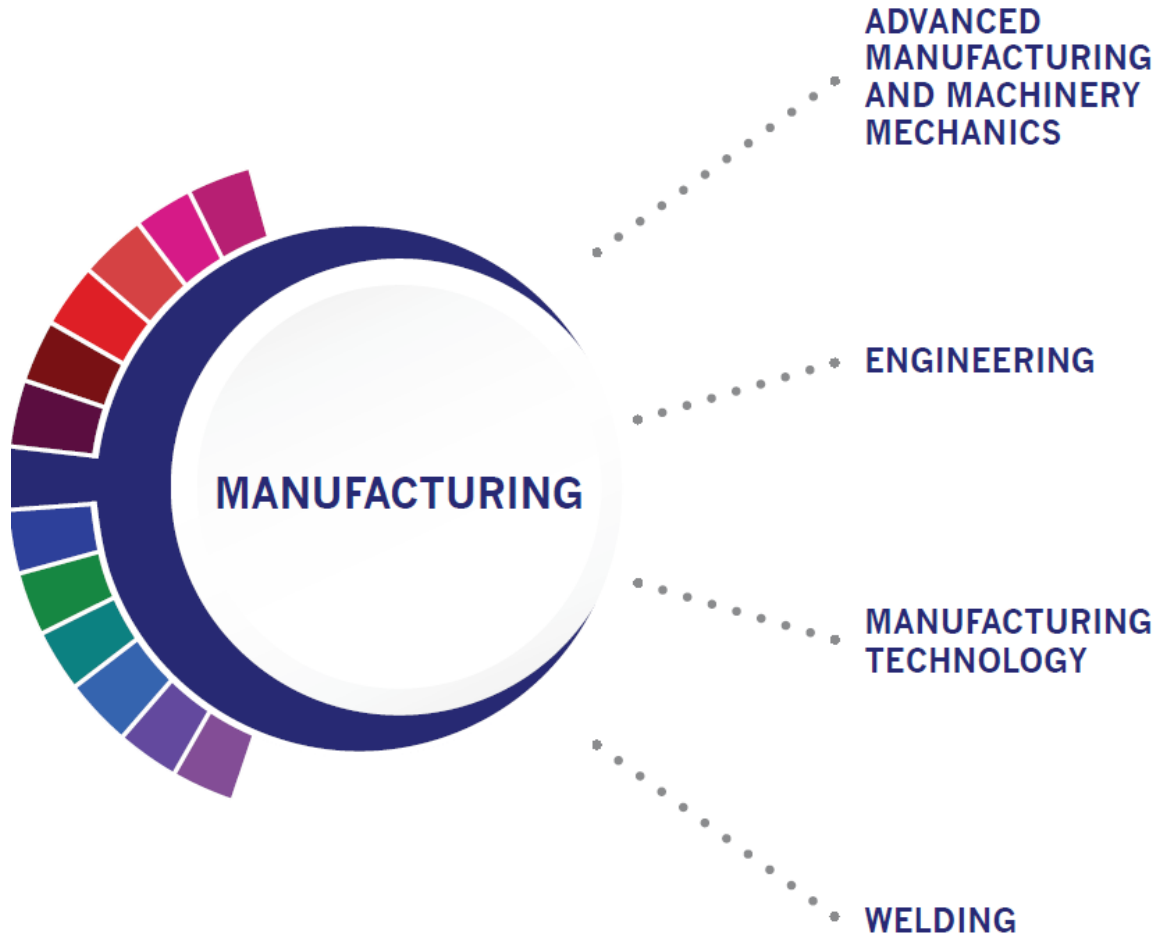 ADVANCED
MANUFACTURING
AND MACHINERY
MECHANICS
ENGINEERING
MANUFACTURING
MANUFACTURING
TECHNOLOGY
WELDING